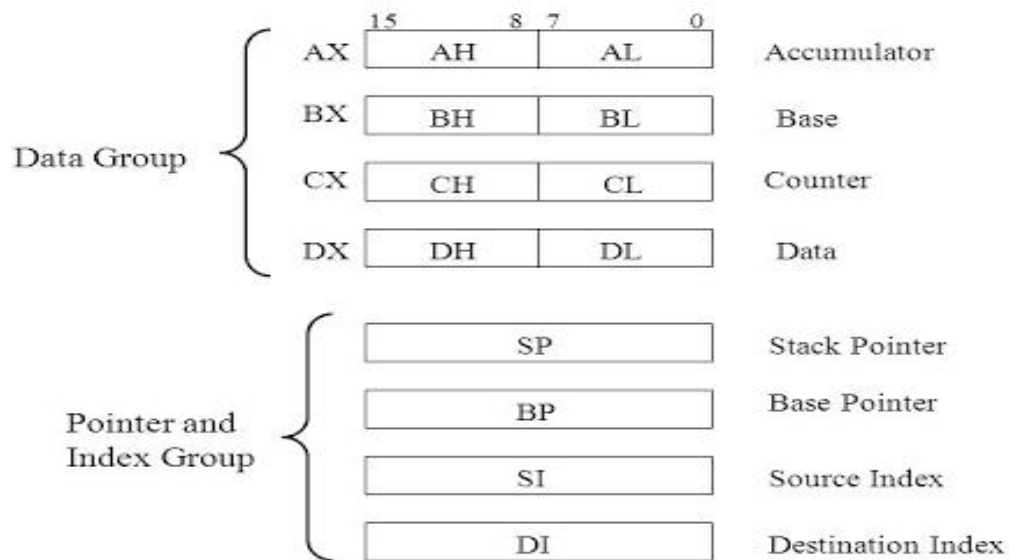 15 8 7 0
AX AH AL Accumulator
BX BH BL Base
Data Group
CX CH CL Counter
DX DH DL Data
SP Stack Pointer
BP Base Pointer
Pointer and
Index Group
SI Source Index
DI Destination Index